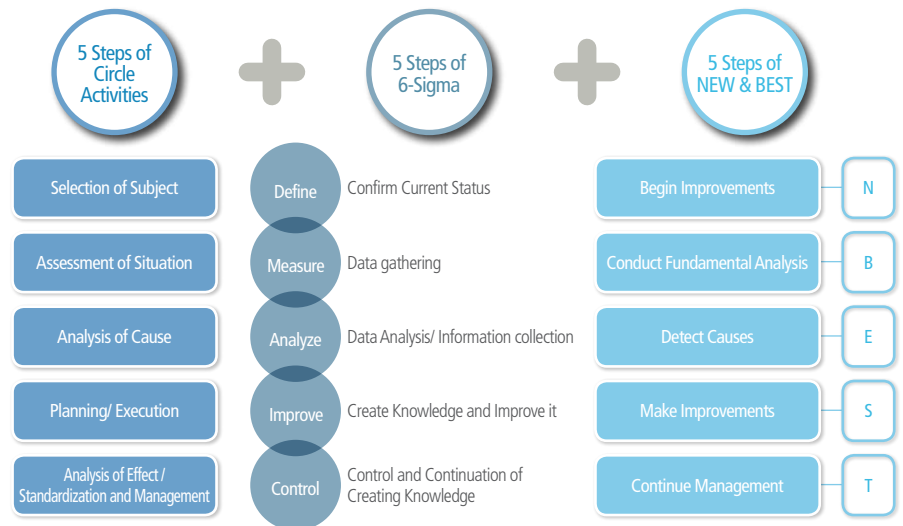 5 Steps of
Circle
Activities
5 Steps of
6-Sigma
5 Steps of
NEW & BEST
Selection of Subject
Define
Confirm Current Status
Begin Improvements
N
Assessment of Situation
Measure
Data gathering
Conduct Fundamental Analysis
B
Analysis of Cause
Analyze
Data Analysis/ Information collection
Detect Causes
E
Planning/ Execution
Improve
Create Knowledge and Improve it
Make Improvements
S
Analysis of Effect /
Standardization and Management
Control
Control and Continuation of
Creating Knowledge
Continue Management
T